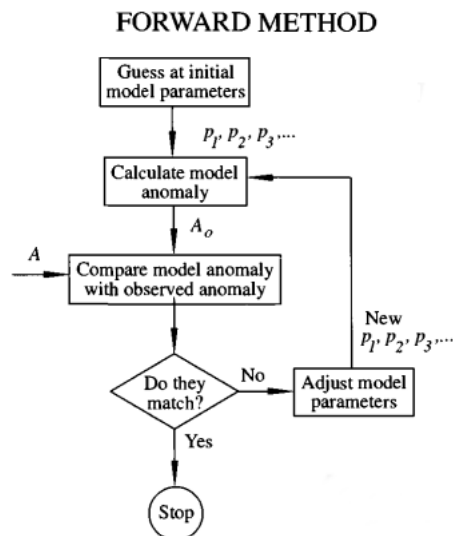 FORWARD METHOD
Guess at initial
model parameters
p₁, p₂, p₃,...
Calculate model
anomaly
Aₒ
A
Compare model anomaly
with observed anomaly
New
p₁, p₂, p₃,...
Do they
match?
No
Adjust model
parameters
Yes
Stop